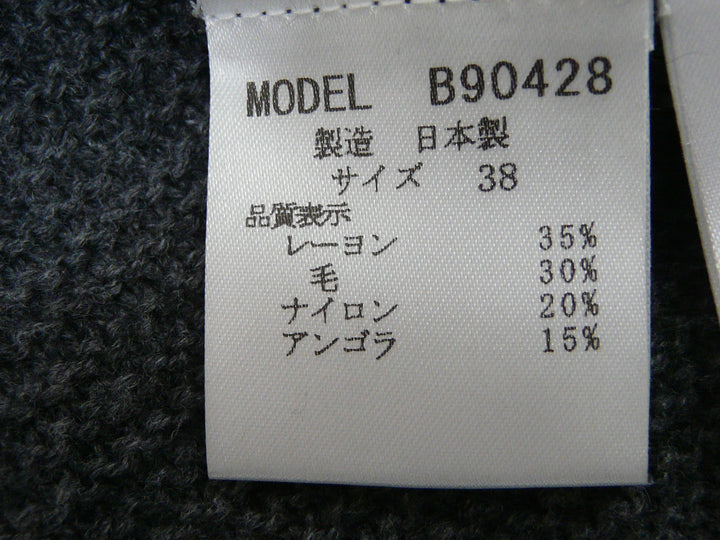 MODEL B90428
製造 日本製
サイズ 38
品質表示
レーヨン 35%
毛 30%
ナイロン 20%
アンゴラ 15%